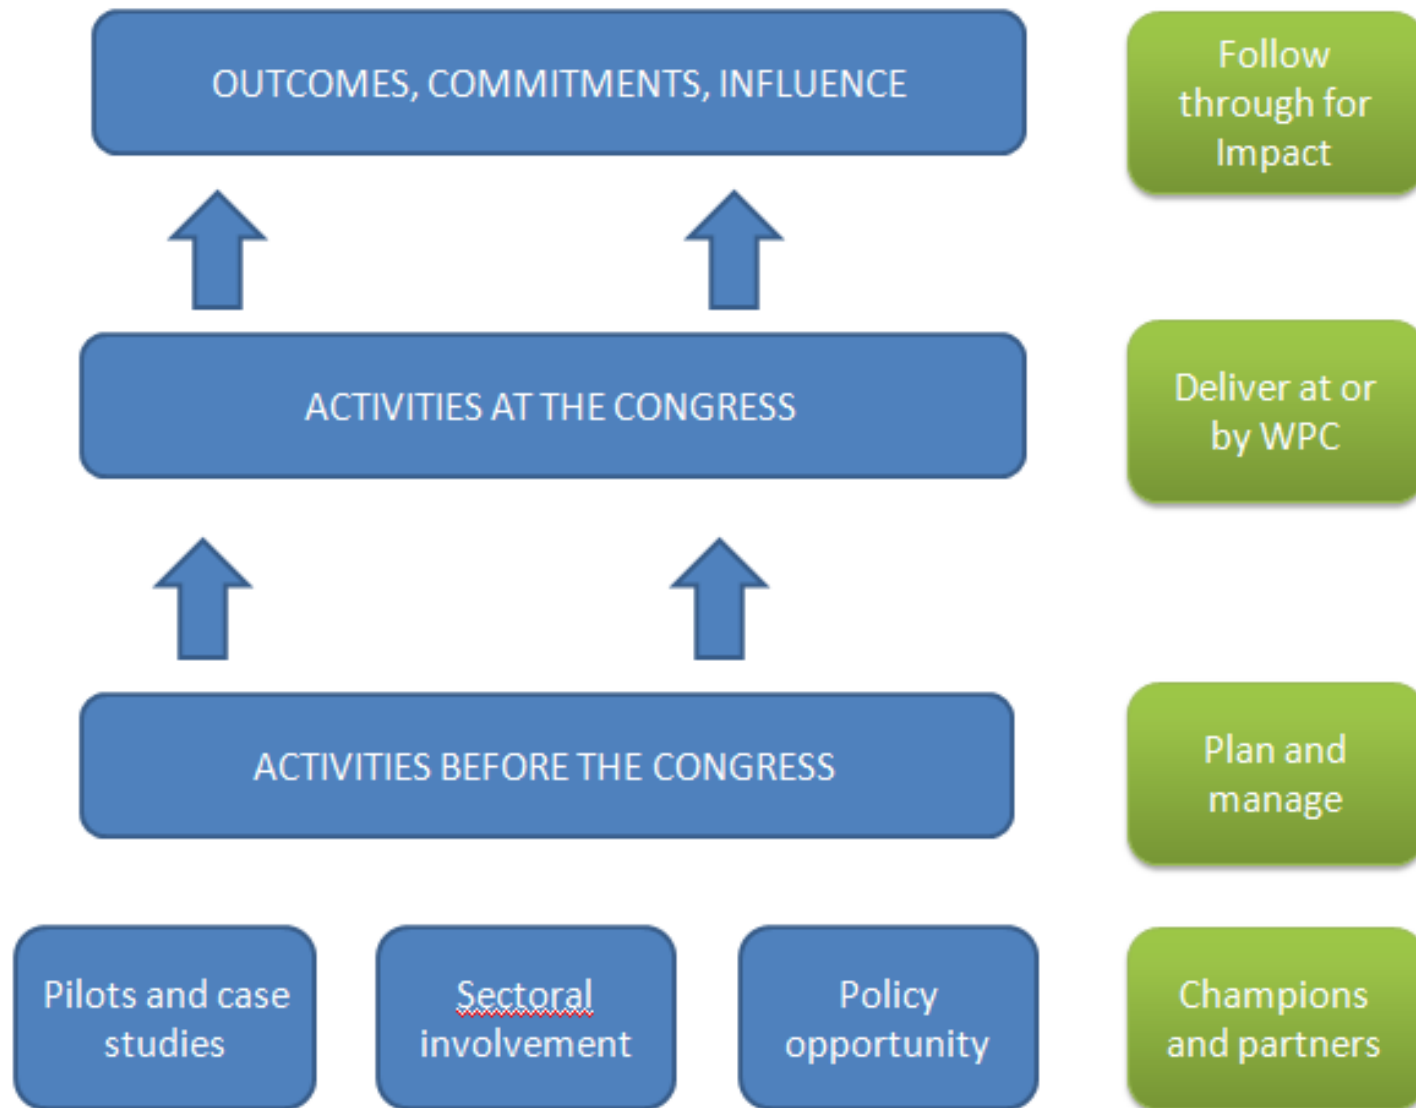 OUTCOMES, COMMITMENTS, INFLUENCE
Follow
through for
Impact
ACTIVITIES AT THE CONGRESS
Deliver at or
by WPC
ACTIVITIES BEFORE THE CONGRESS
Plan and
manage
Pilots and case
studies
Sectoral
involvement
Policy
opportunity
Champions
and partners